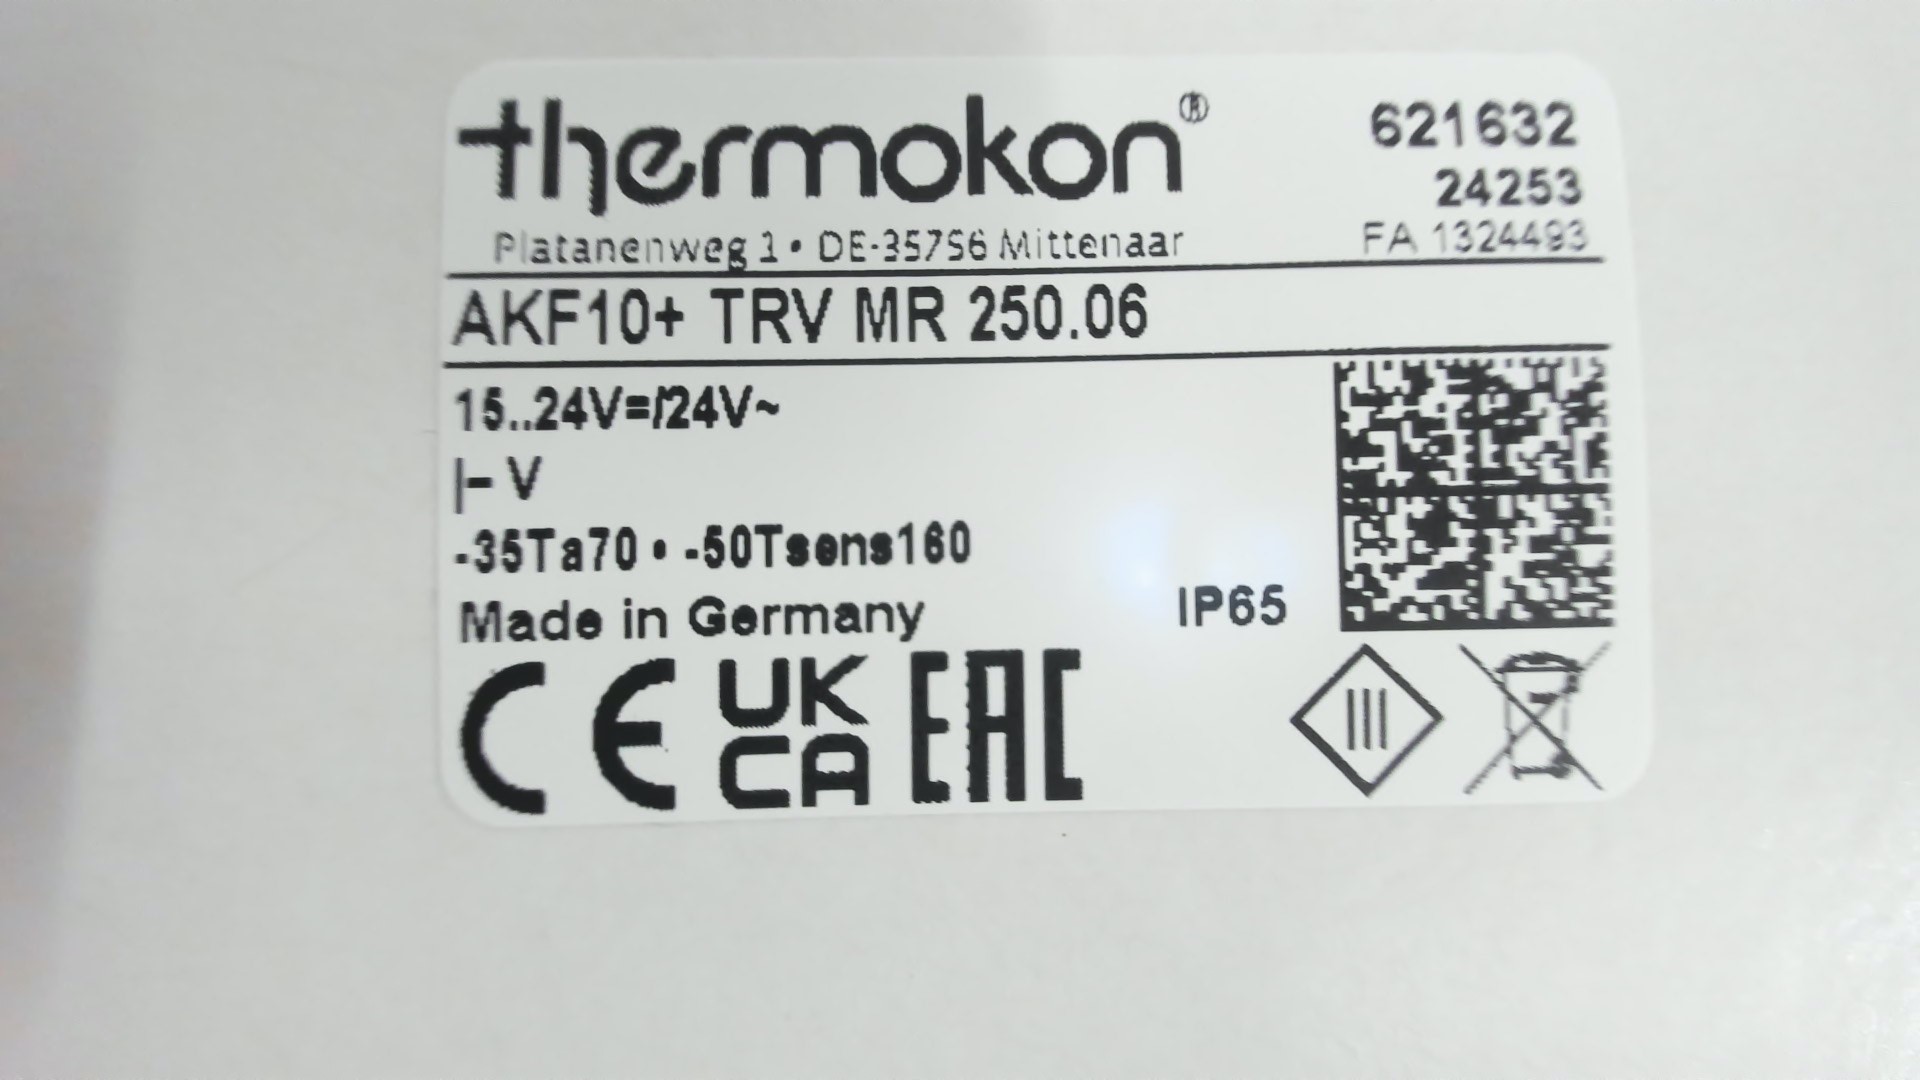 thermokon®
621632
24253
Platanenweg 1 • DE-35756 Mittenaar
FA 1324493
AKF10+ TRV MR 250.06
15..24V=/24V~
|– V
-35Ta70 • -50Tsens160
Made in Germany
IP65
CE UK CA EAC
III